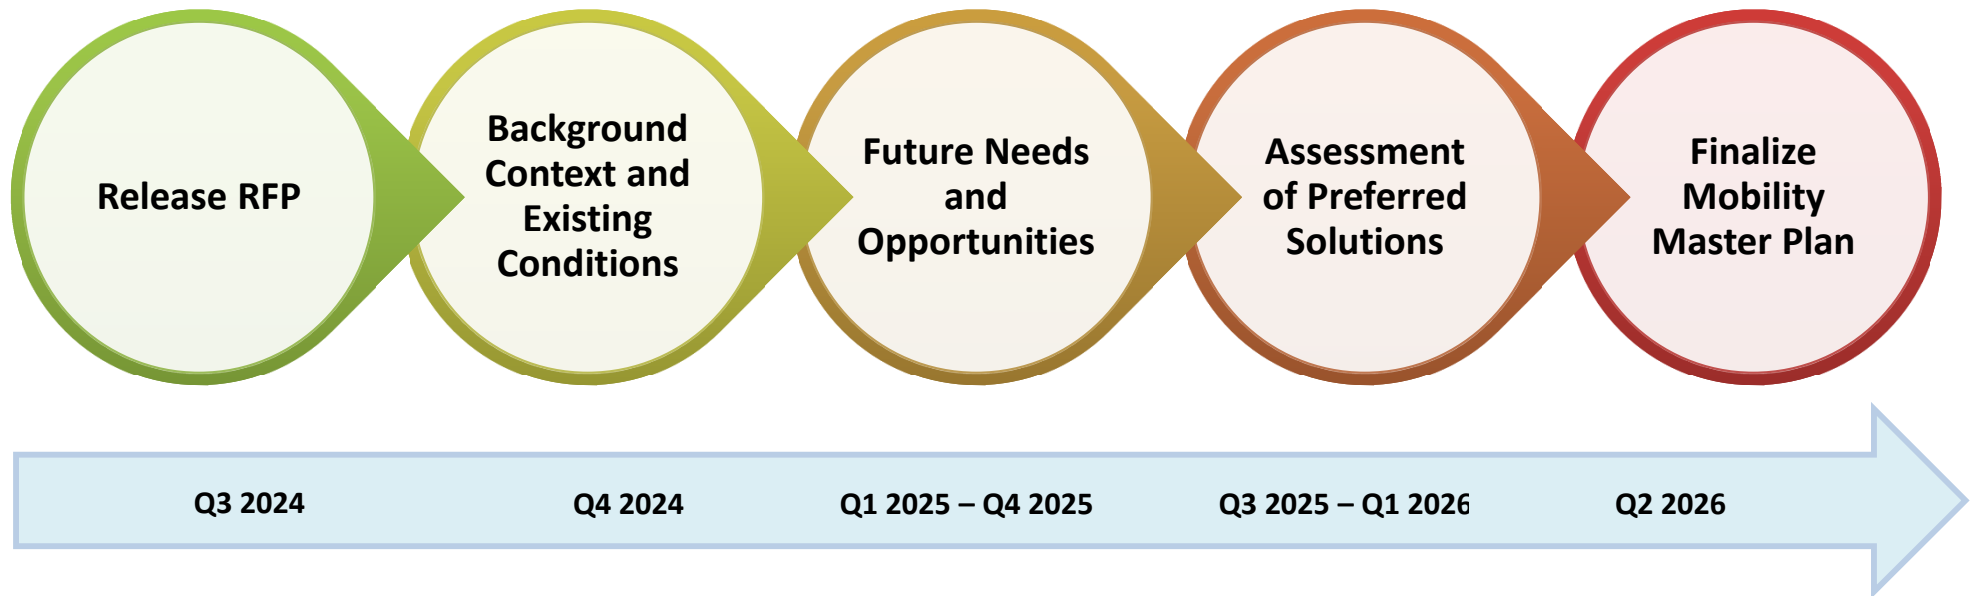 Release RFP
Background
Context and
Existing
Conditions
Future Needs
and
Opportunities
Assessment
of Preferred
Solutions
Finalize
Mobility
Master Plan
Q3 2024
Q4 2024
Q1 2025 – Q4 2025
Q3 2025 – Q1 2026
Q2 2026